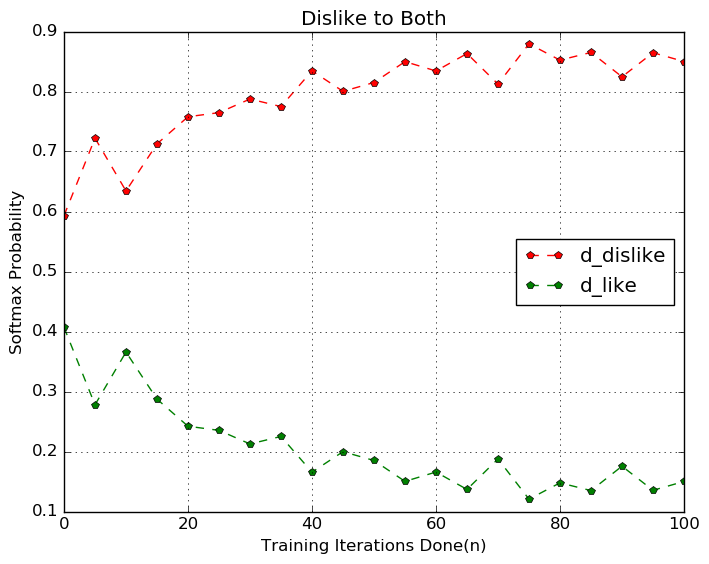 Dislike to Both
0.9
0.8
0.7
0.6
0.5
0.4
0.3
0.2
0.1
Softmax Probability
d_dislike
d_like
0 20 40 60 80 100
Training Iterations Done(n)